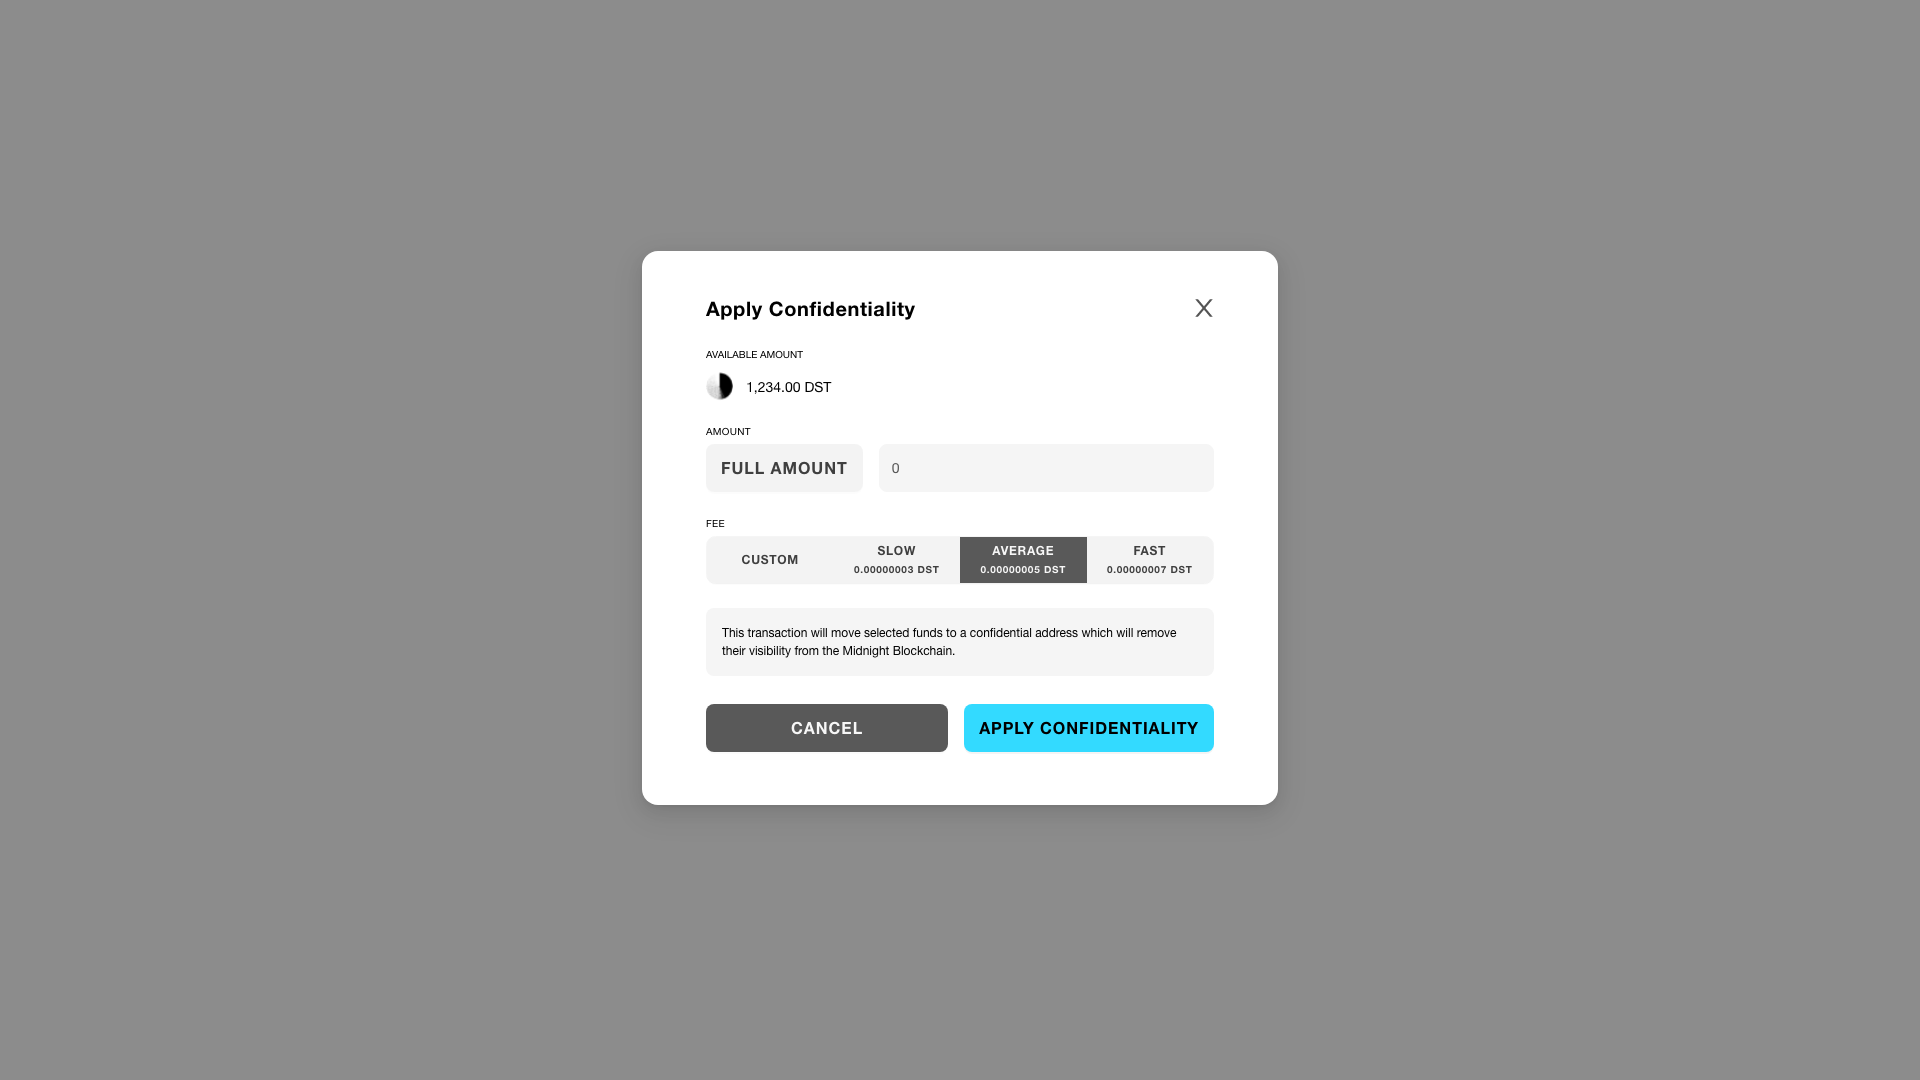 Apply Confidentiality
X
AVAILABLE AMOUNT
1,234.00 DST
AMOUNT
FULL AMOUNT 0
FEE
CUSTOM
SLOW
0.00000003 DST
AVERAGE
0.00000005 DST
FAST
0.00000007 DST
This transaction will move selected funds to a confidential address which will remove
their visibility from the Midnight Blockchain.
CANCEL APPLY CONFIDENTIALITY